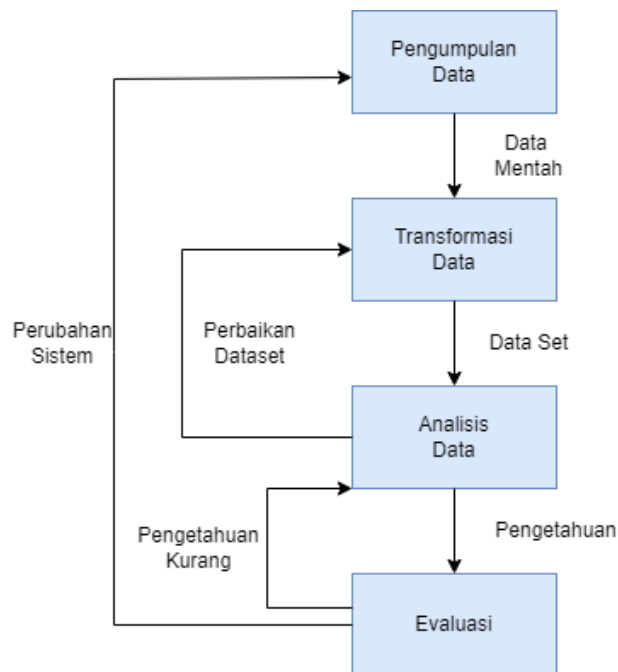 Pengumpulan
Data
Data
Mentah
Transformasi
Data
Perubahan
Sistem
Perbaikan
Dataset
Data Set
Analisis
Data
Pengetahuan
Kurang
Pengetahuan
Evaluasi